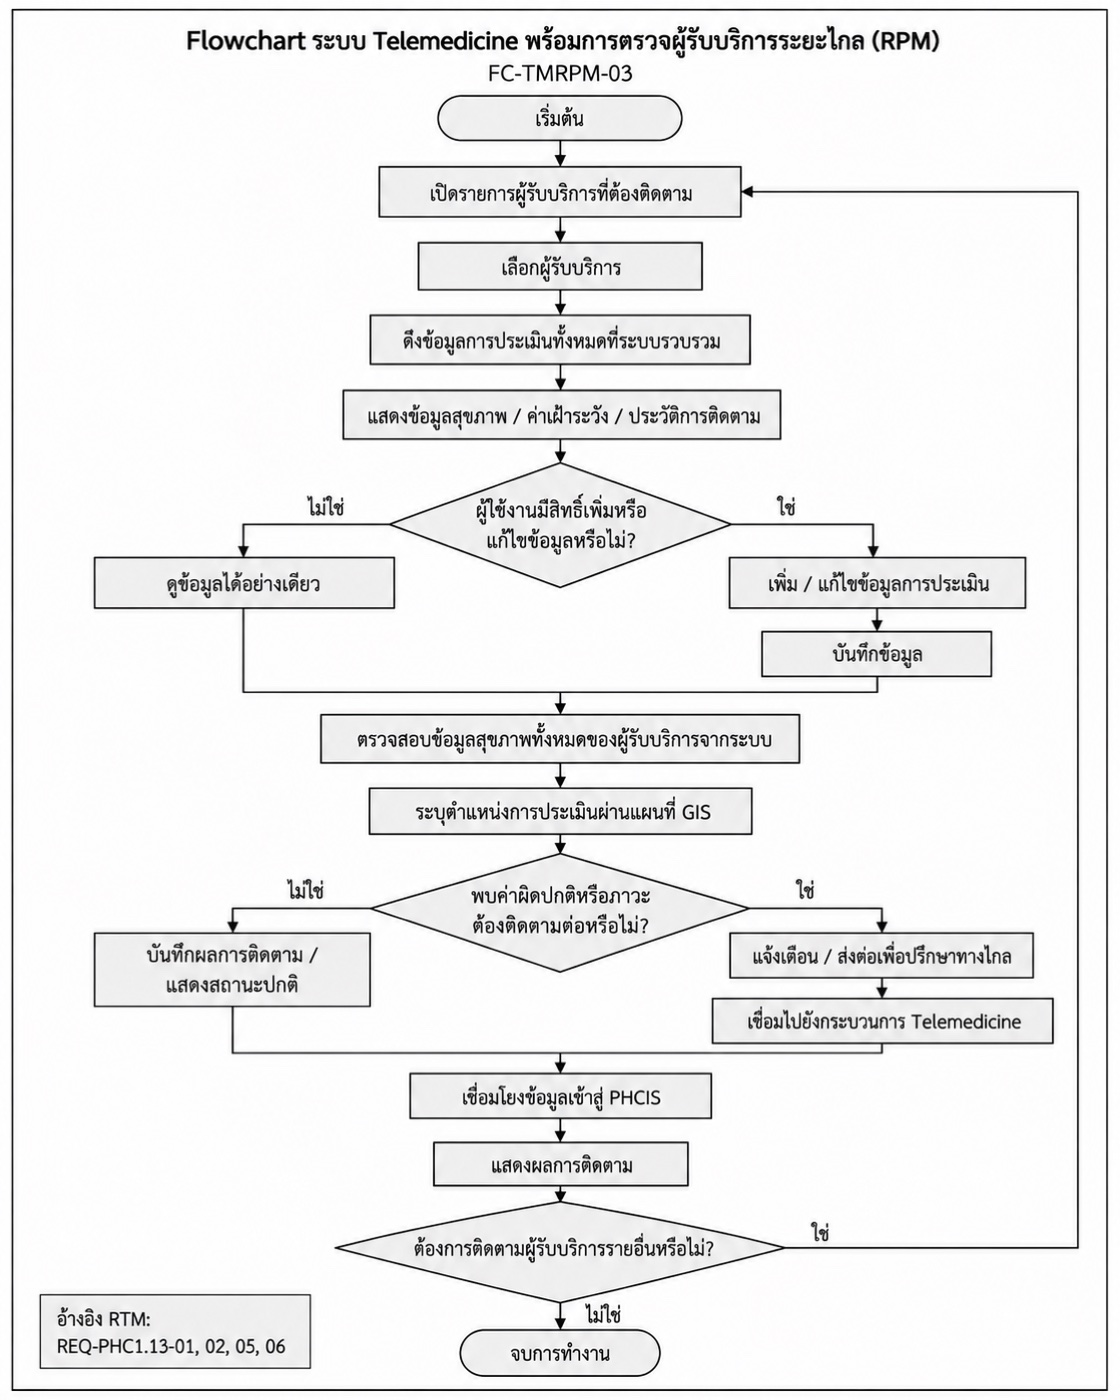 Flowchart ระบบ Telemedicine พร้อมการตรวจผู้รับบริการระยะไกล (RPM)
FC-TMRPM-03
เริ่มต้น
เปิดรายการผู้รับบริการที่ต้องติดตาม
เลือกผู้รับบริการ
ดึงข้อมูลการประเมินทั้งหมดที่ระบบรวบรวม
แสดงข้อมูลสุขภาพ / ค่าเฝ้าระวัง / ประวัติการติดตาม
ผู้ใช้งานมีสิทธิ์เพิ่มหรือ
แก้ไขข้อมูลหรือไม่?
ไม่ใช่
ใช่
ดูข้อมูลได้อย่างเดียว
เพิ่ม / แก้ไขข้อมูลการประเมิน
บันทึกข้อมูล
ตรวจสอบข้อมูลสุขภาพทั้งหมดของผู้รับบริการจากระบบ
ระบุตำแหน่งการประเมินผ่านแผนที่ GIS
พบค่าผิดปกติหรือภาวะ
ต้องติดตามต่อหรือไม่?
ไม่ใช่
ใช่
บันทึกผลการติดตาม /
แสดงสถานะปกติ
แจ้งเตือน / ส่งต่อเพื่อปรึกษาทางไกล
เชื่อมไปยังกระบวนการ Telemedicine
เชื่อมโยงข้อมูลเข้าสู่ PHCIS
แสดงผลการติดตาม
ต้องการติดตามผู้รับบริการรายอื่นหรือไม่?
ใช่
ไม่ใช่
จบการทำงาน
อ้างอิง RTM:
REQ-PHC1.13-01, 02, 05, 06